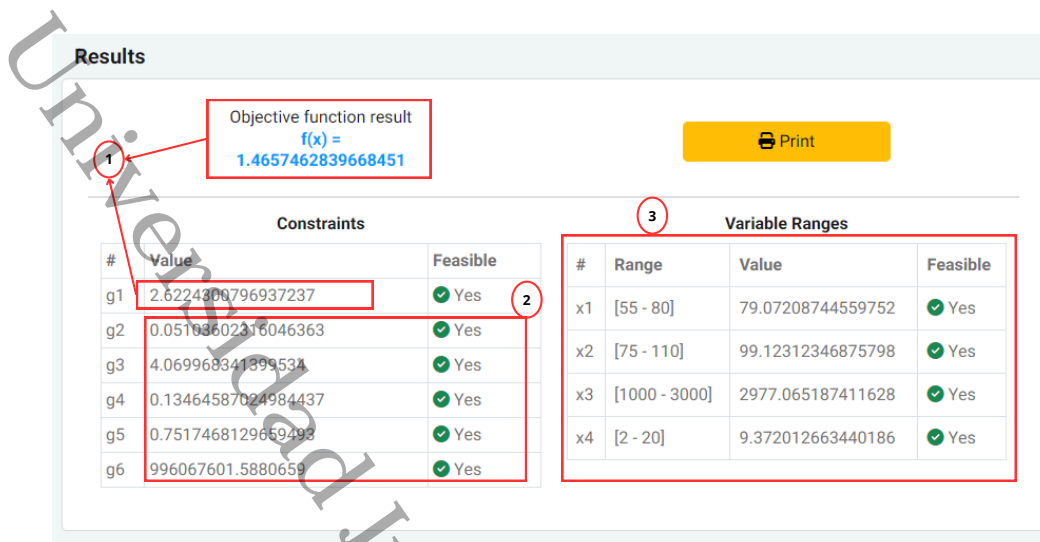 Results
Objective function result
f(x) =
1.4657462839668451
Print
1
Constraints
# Value Feasible
g1 2.6224300796937237 Yes
g2 0.05103602316046363 Yes
g3 4.069968341399534 Yes
g4 0.13464587024984437 Yes
g5 0.7517468129659493 Yes
g6 996067601.5880659 Yes
2
3
Variable Ranges
# Range Value Feasible
x1 [55 - 80] 79.07208744559752 Yes
x2 [75 - 110] 99.12312346875798 Yes
x3 [1000 - 3000] 2977.065187411628 Yes
x4 [2 - 20] 9.372012663440186 Yes
Universidad J